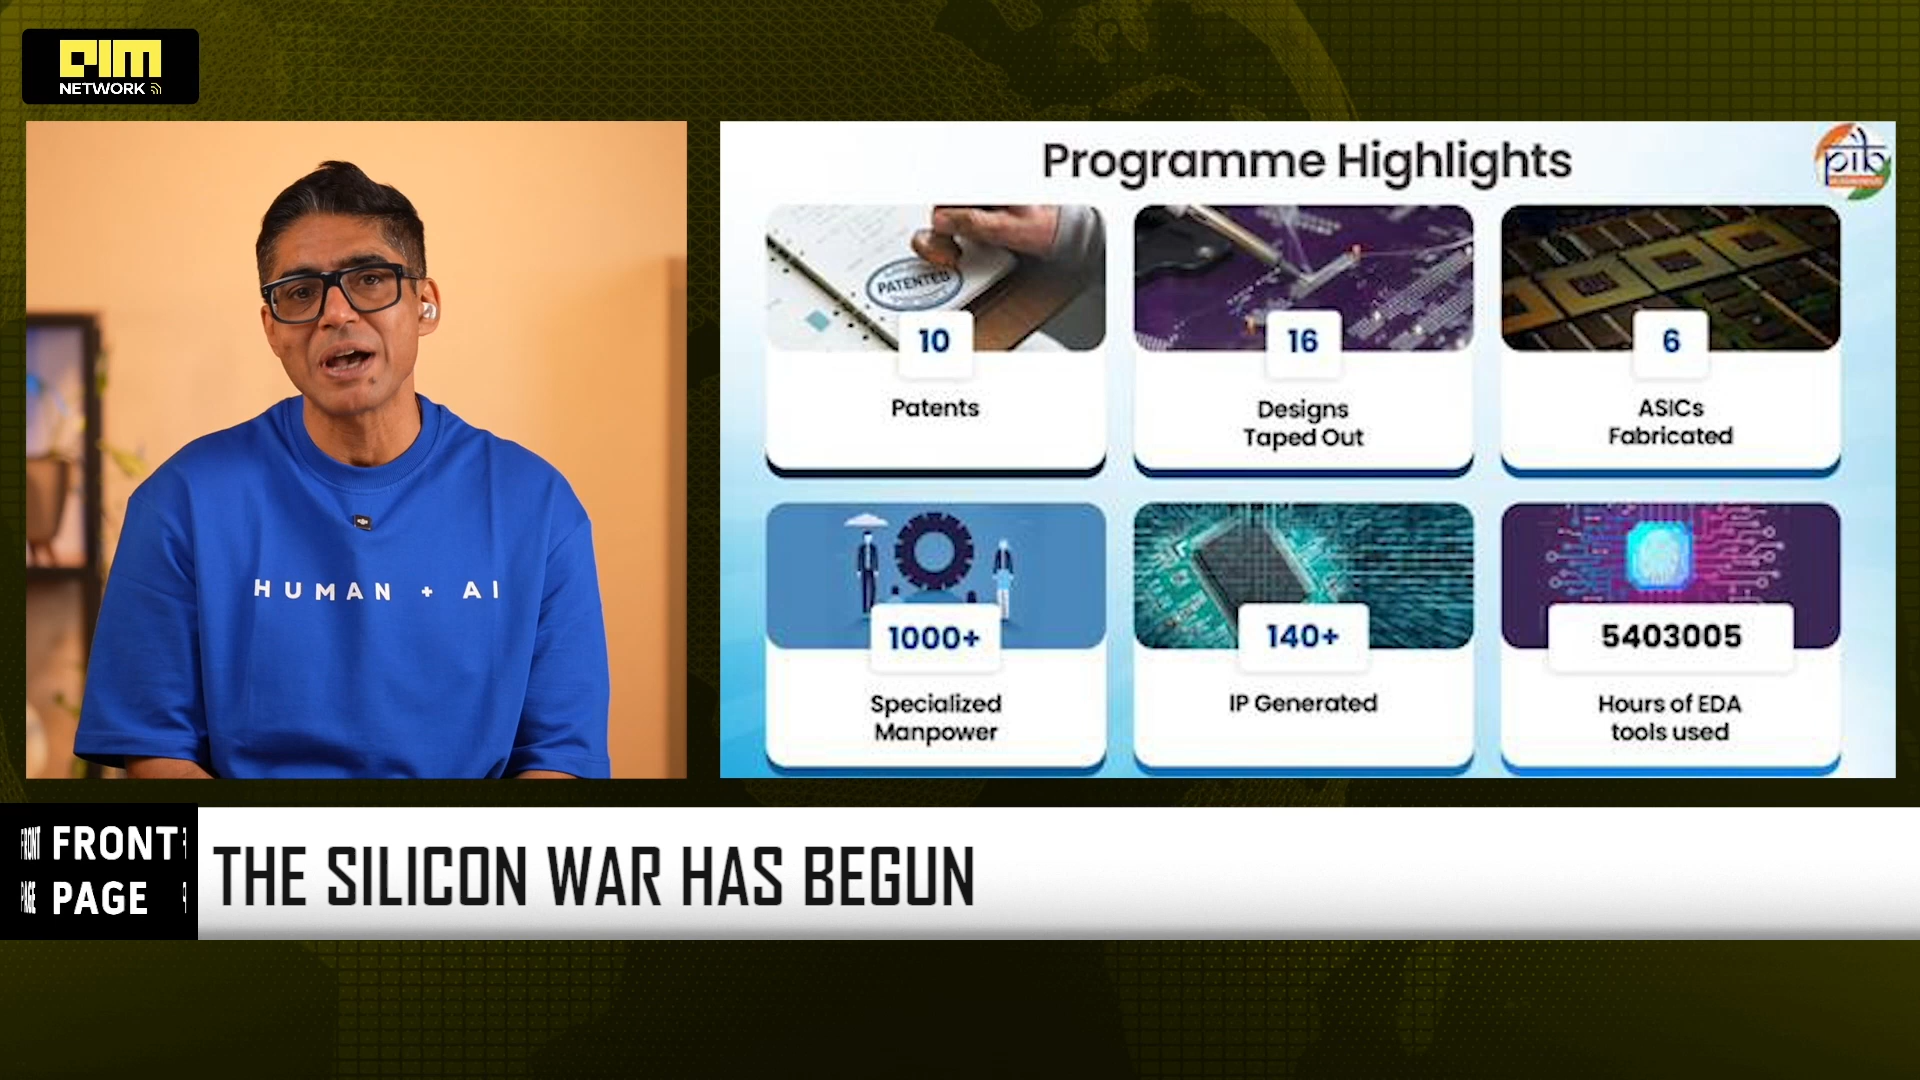 AIM
NETWORK
HUMAN + AI
Programme Highlights
pib
PATENTED
10
Patents
16
Designs
Taped Out
6
ASICs
Fabricated
1000+
Specialized
Manpower
140+
IP Generated
5403005
Hours of EDA
tools used
FRONT
PAGE
THE SILICON WAR HAS BEGUN